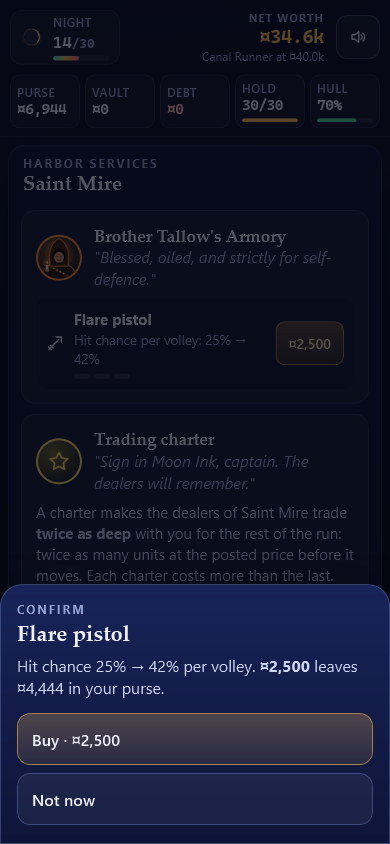 NIGHT
14/30
NET WORTH
¤34.6k
Canal Runner at ¤40.0k
PURSE
¤6,944
VAULT
¤0
DEBT
¤0
HOLD
30/30
HULL
70%
HARBOR SERVICES
Saint Mire
Brother Tallow's Armory
"Blessed, oiled, and strictly for self-
defence."
Flare pistol
Hit chance per volley: 25% →
42%
¤2,500
Trading charter
"Sign in Moon Ink, captain. The
dealers will remember."
A charter makes the dealers of Saint Mire trade
twice as deep with you for the rest of the run:
twice as many units at the posted price before it
moves. Each charter costs more than the last.
CONFIRM
Flare pistol
Hit chance 25% → 42% per volley. ¤2,500 leaves
¤4,444 in your purse.
Buy · ¤2,500
Not now